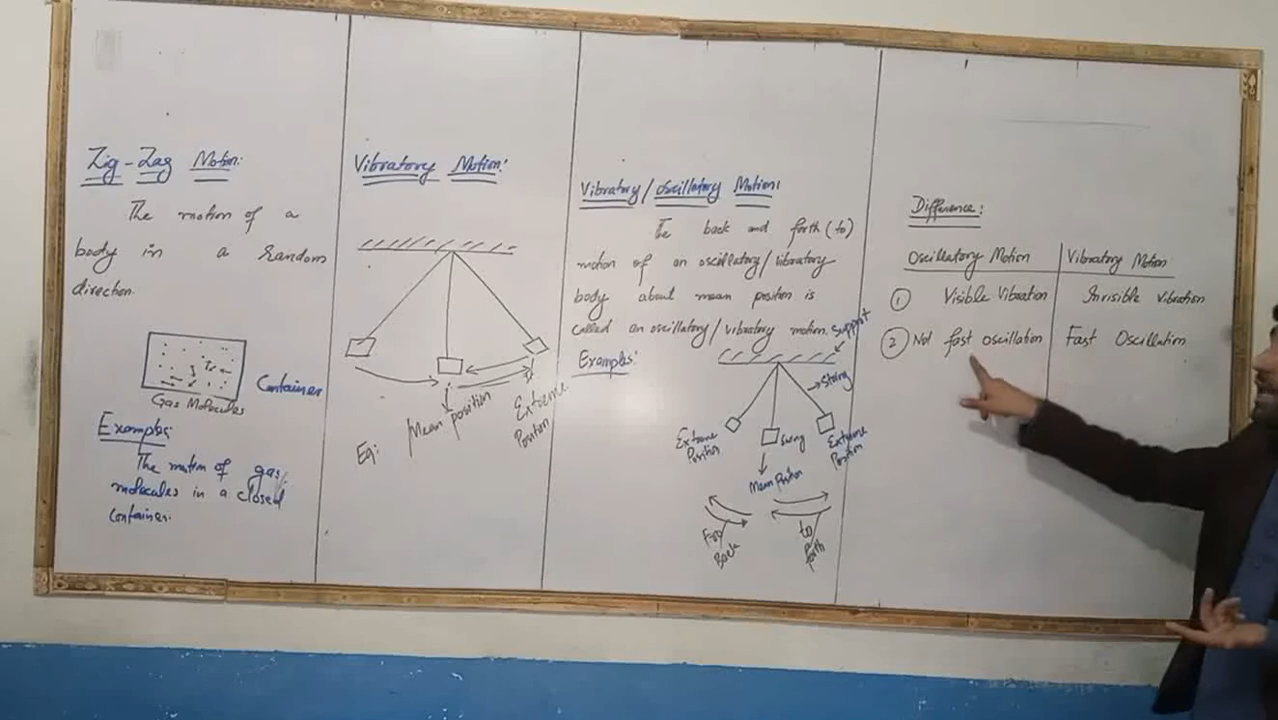 Zig-Zag Motion:
The motion of a
body in a random
direction.
Container
Gas Molecules
Examples:
The motion of gas
molecules in a closed
Container.
Vibratory Motion:
Mean position
Extreme
Position
Eg:
Vibratory/oscillatory Motion:
The back and forth (to)
motion of an oscillatory/vibratory
body about mean position is
called an oscillatory/vibratory motion.
Examples:
Support
String
Extreme
Position
Swing
Extreme
Position
Mean Position
Fro
Back
to
forth
Difference:
Oscillatory Motion Vibratory Motion
① Visible Vibration Invisible Vibration
② Not fast oscillation Fast Oscillation